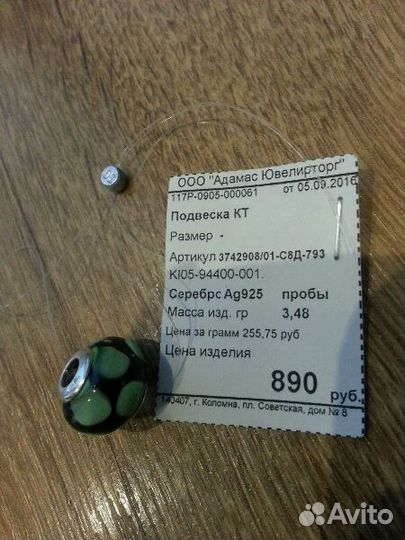 ООО "Адамас Ювелирторг"
117Р-0905-000061 от 05.09.2016
Подвеска КТ
Размер -
Артикул 3742908/01-С8Д-793
KI05-94400-001.
Серебрс Ag925 пробы
Масса изд. гр 3,48
Цена за грамм 255,75 руб
Цена изделия
890 руб.
140407, г. Коломна, пл. Советская, дом № 8
Avito